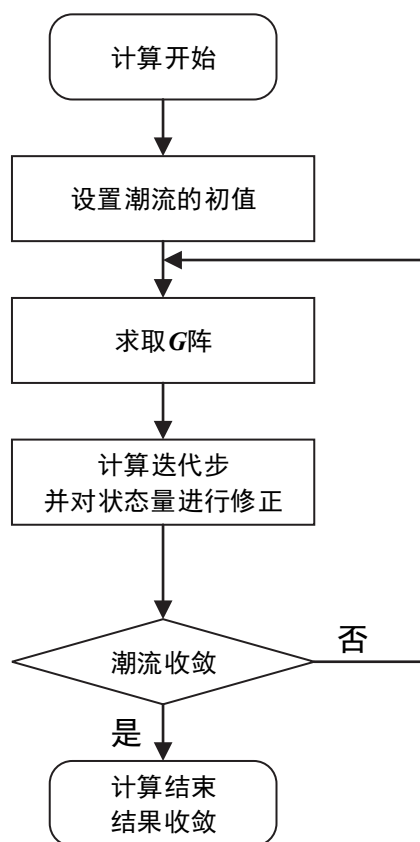 计算开始
设置潮流的初值
求取G阵
计算迭代步
并对状态量进行修正
潮流收敛
否
是
计算结束
结果收敛